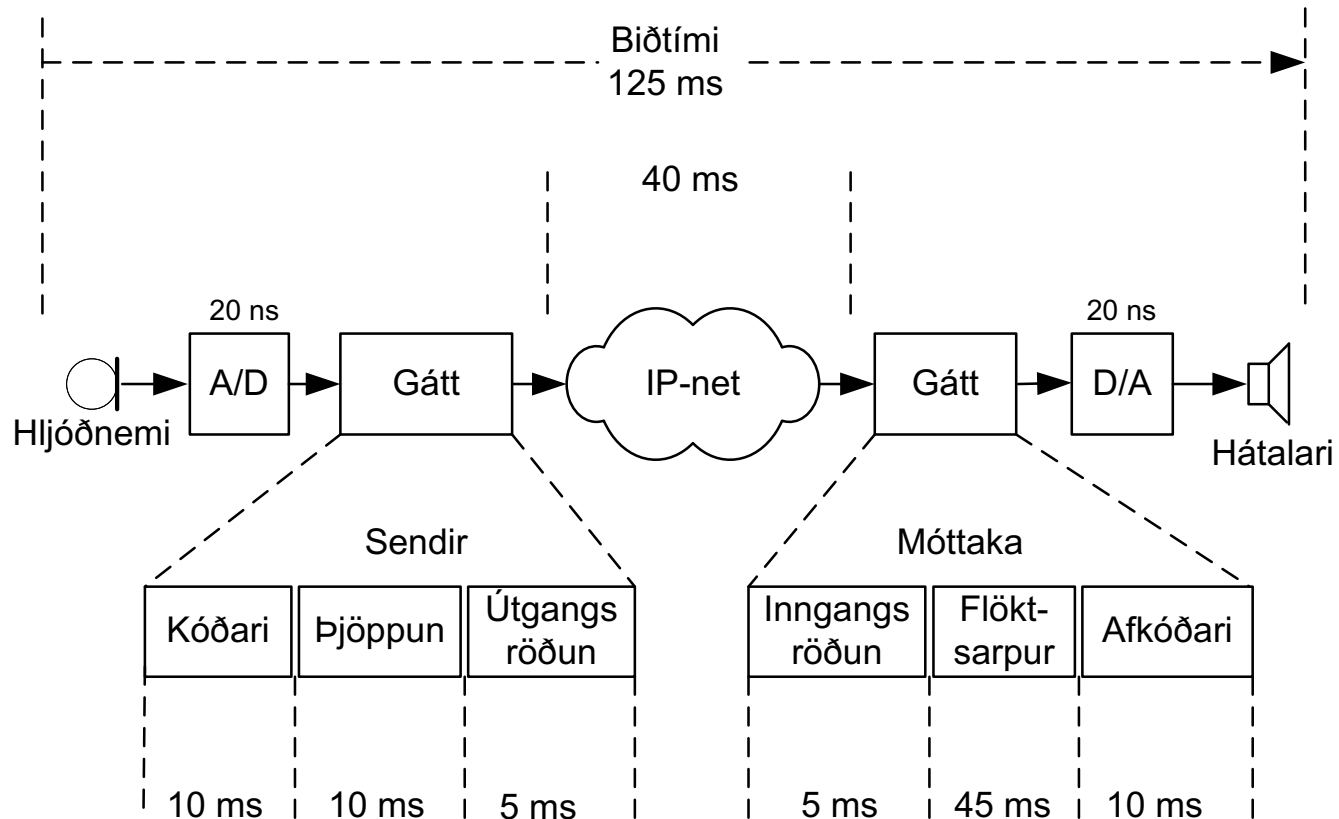 Biðtími
125 ms
40 ms
20 ns
20 ns
A/D
Gátt
IP-net
Gátt
D/A
Hljóðnemi
Hátalari
Sendir
Móttaka
Kóðari
Þjöppun
Útgangs
röðun
Inngangs
röðun
Flökt-
sarpur
Afkóðari
10 ms
10 ms
5 ms
5 ms
45 ms
10 ms